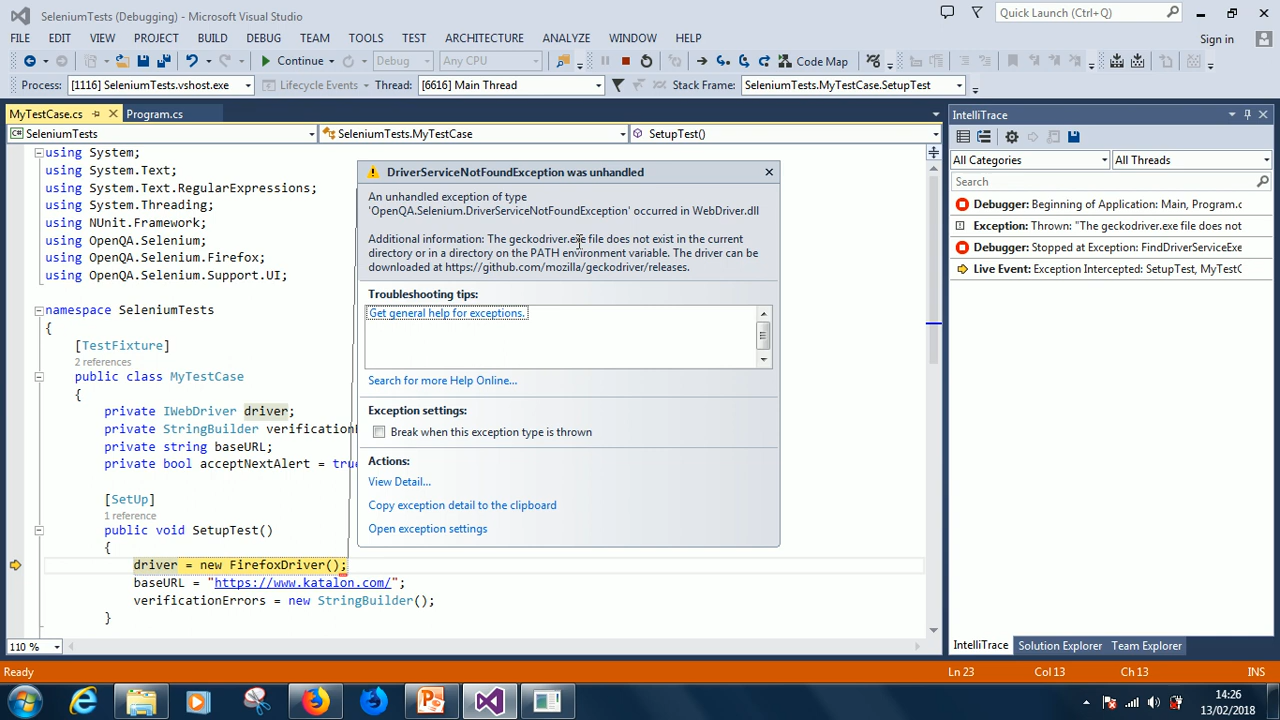 SeleniumTests (Debugging) - Microsoft Visual Studio
Quick Launch (Ctrl+Q)
FILE EDIT VIEW PROJECT BUILD DEBUG TEAM TOOLS TEST ARCHITECTURE ANALYZE WINDOW HELP
Sign in
Continue Debug Any CPU Code Map
Process: [1116] SeleniumTests.vshost.exe Lifecycle Events Thread: [6616] Main Thread Stack Frame: SeleniumTests.MyTestCase.SetupTest
MyTestCase.cs Program.cs
SeleniumTests SeleniumTests.MyTestCase SetupTest()
using System;
using System.Text;
using System.Text.RegularExpressions;
using System.Threading;
using NUnit.Framework;
using OpenQA.Selenium;
using OpenQA.Selenium.Firefox;
using OpenQA.Selenium.Support.UI;
namespace SeleniumTests
{
[TestFixture]
2 references
public class MyTestCase
{
private IWebDriver driver;
private StringBuilder verificationE
private string baseURL;
private bool acceptNextAlert = true
[SetUp]
1 reference
public void SetupTest()
{
driver = new FirefoxDriver();
baseURL = "https://www.katalon.com/";
verificationErrors = new StringBuilder();
}
110 %
DriverServiceNotFoundException was unhandled
An unhandled exception of type
'OpenQA.Selenium.DriverServiceNotFoundException' occurred in WebDriver.dll
Additional information: The geckodriver.exe file does not exist in the current
directory or in a directory on the PATH environment variable. The driver can be
downloaded at https://github.com/mozilla/geckodriver/releases.
Troubleshooting tips:
Get general help for exceptions.
Search for more Help Online...
Exception settings:
Break when this exception type is thrown
Actions:
View Detail...
Copy exception detail to the clipboard
Open exception settings
IntelliTrace
All Categories All Threads
Search
Debugger: Beginning of Application: Main, Program.c
Exception: Thrown: "The geckodriver.exe file does not
Debugger: Stopped at Exception: FindDriverServiceExe
Live Event: Exception Intercepted: SetupTest, MyTestC
IntelliTrace Solution Explorer Team Explorer
Ready Ln 23 Col 13 Ch 13 INS
14:26
13/02/2018